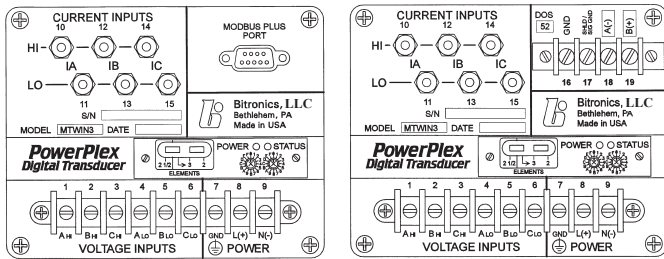 CURRENT INPUTS
10 12 14
HI
IA IB IC
LO
11 13 15
S/N
MODEL MTWIN3 DATE
MODBUS PLUS
PORT
Bitronics, LLC
Bethlehem, PA
Made in USA
PowerPlex
Digital Transducer
2 1/2 3 2
ELEMENTS
POWER STATUS
1 2 3 4 5 6 7 8 9
A HI B HI C HI A LO B LO C LO GND L(+) N(-)
VOLTAGE INPUTS POWER
CURRENT INPUTS
10 12 14
HI
IA IB IC
LO
11 13 15
S/N
MODEL MTWIN3 DATE
DOS
52
GND
SHLD/
SIG GND
A(-)
B(+)
16 17 18 19
Bitronics, LLC
Bethlehem, PA
Made in USA
PowerPlex
Digital Transducer
2 1/2 3 2
ELEMENTS
POWER STATUS
1 2 3 4 5 6 7 8 9
A HI B HI C HI A LO B LO C LO GND L(+) N(-)
VOLTAGE INPUTS POWER